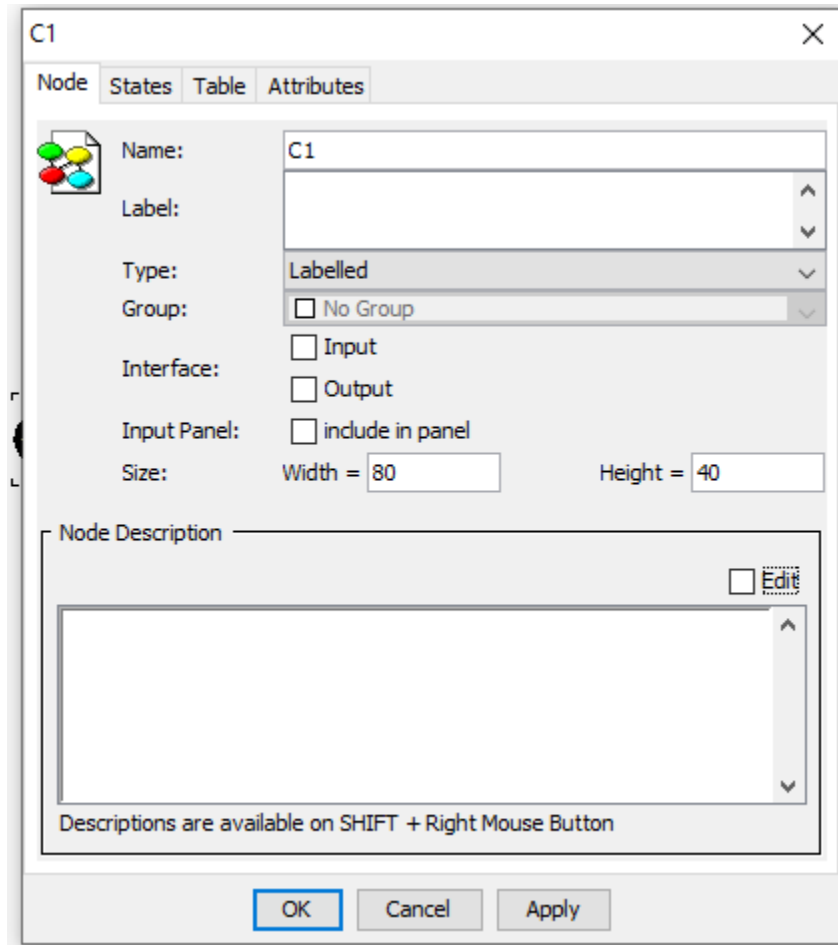 C1
Node States Table Attributes
Name: C1
Label:
Type: Labelled
Group: No Group
Interface: Input
Output
Input Panel: include in panel
Size: Width = 80 Height = 40
Node Description
Edit
Descriptions are available on SHIFT + Right Mouse Button
OK Cancel Apply